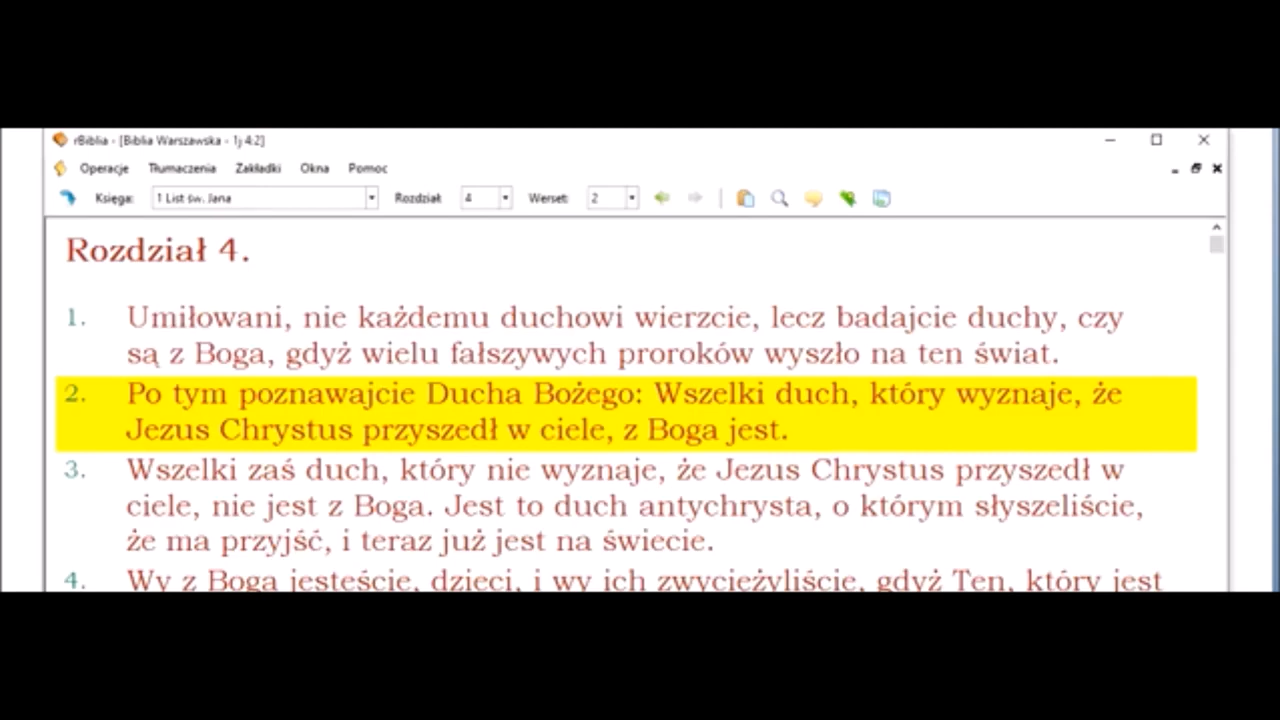 rBiblia - [Biblia Warszawska - 1j 4:2]
Operacje Tłumaczenia Zakładki Okna Pomoc
Księga: 1 List św. Jana Rozdział 4 Werset: 2
Rozdział 4.
1. Umiłowani, nie każdemu duchowi wierzcie, lecz badajcie duchy, czy
są z Boga, gdyż wielu fałszywych proroków wyszło na ten świat.
2. Po tym poznawajcie Ducha Bożego: Wszelki duch, który wyznaje, że
Jezus Chrystus przyszedł w ciele, z Boga jest.
3. Wszelki zaś duch, który nie wyznaje, że Jezus Chrystus przyszedł w
ciele, nie jest z Boga. Jest to duch antychrysta, o którym słyszeliście,
że ma przyjść, i teraz już jest na świecie.
4. Wy z Boga jesteście, dzieci, i wy ich zwyciężyliście, gdyż Ten, który jest